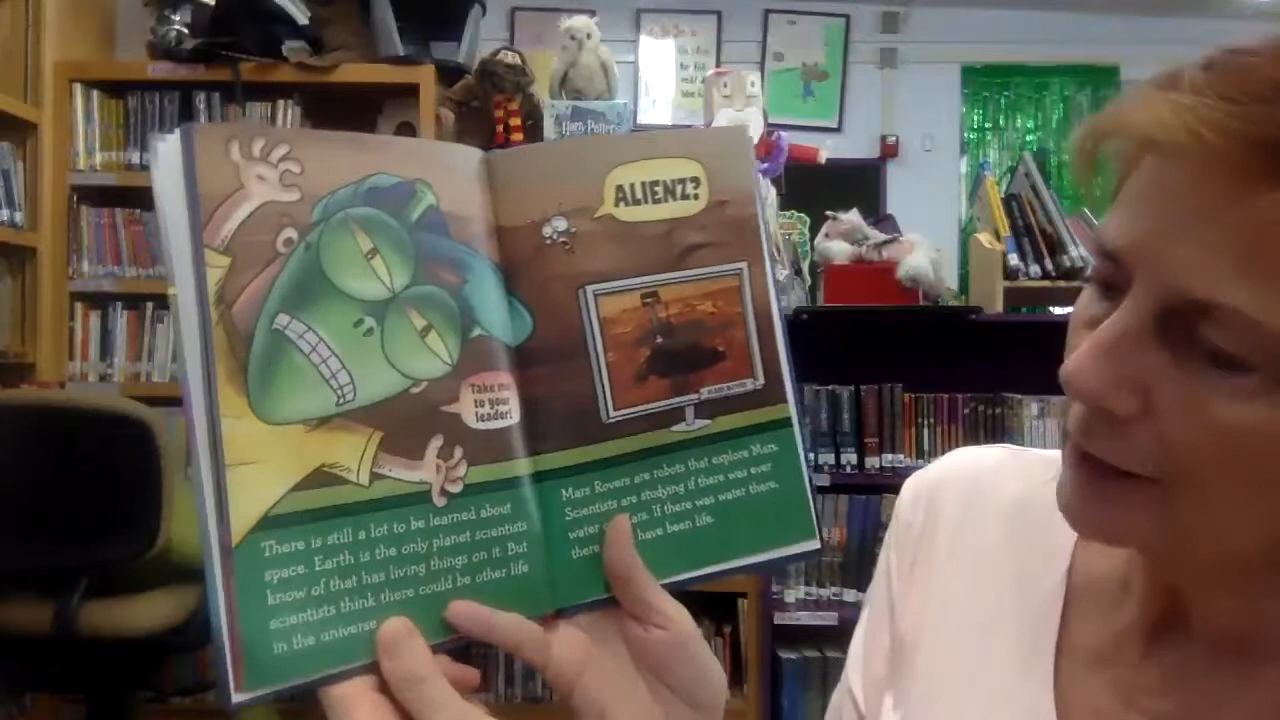 Harry Potter
ALIENZ?
Take me
to your
leader!
There is still a lot to be learned about
space. Earth is the only planet scientists
know of that has living things on it. But
scientists think there could be other life
in the universe.
Mars Rovers are robots that explore Mars.
Scientists are studying if there was ever
water on Mars. If there was water there,
there have been life.